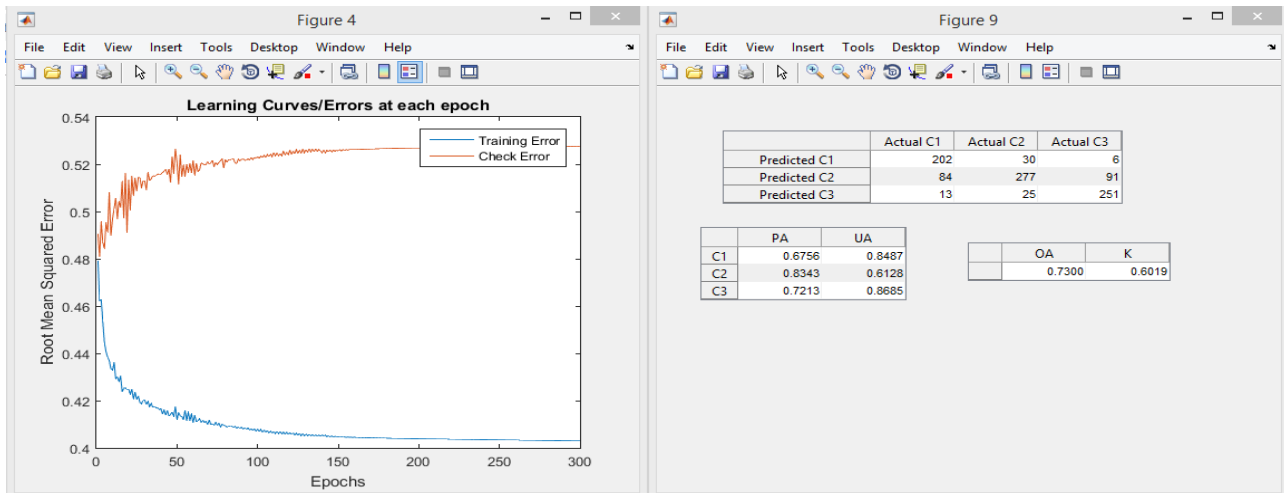 Figure 4
File Edit View Insert Tools Desktop Window Help
Learning Curves/Errors at each epoch
Training Error
Check Error
Root Mean Squared Error
0.54
0.52
0.5
0.48
0.46
0.44
0.42
0.4
0 50 100 150 200 250 300
Epochs
Figure 9
File Edit View Insert Tools Desktop Window Help
Actual C1 Actual C2 Actual C3
Predicted C1 202 30 6
Predicted C2 84 277 91
Predicted C3 13 25 251
PA UA
C1 0.6756 0.8487
C2 0.8343 0.6128
C3 0.7213 0.8685
OA K
0.7300 0.6019